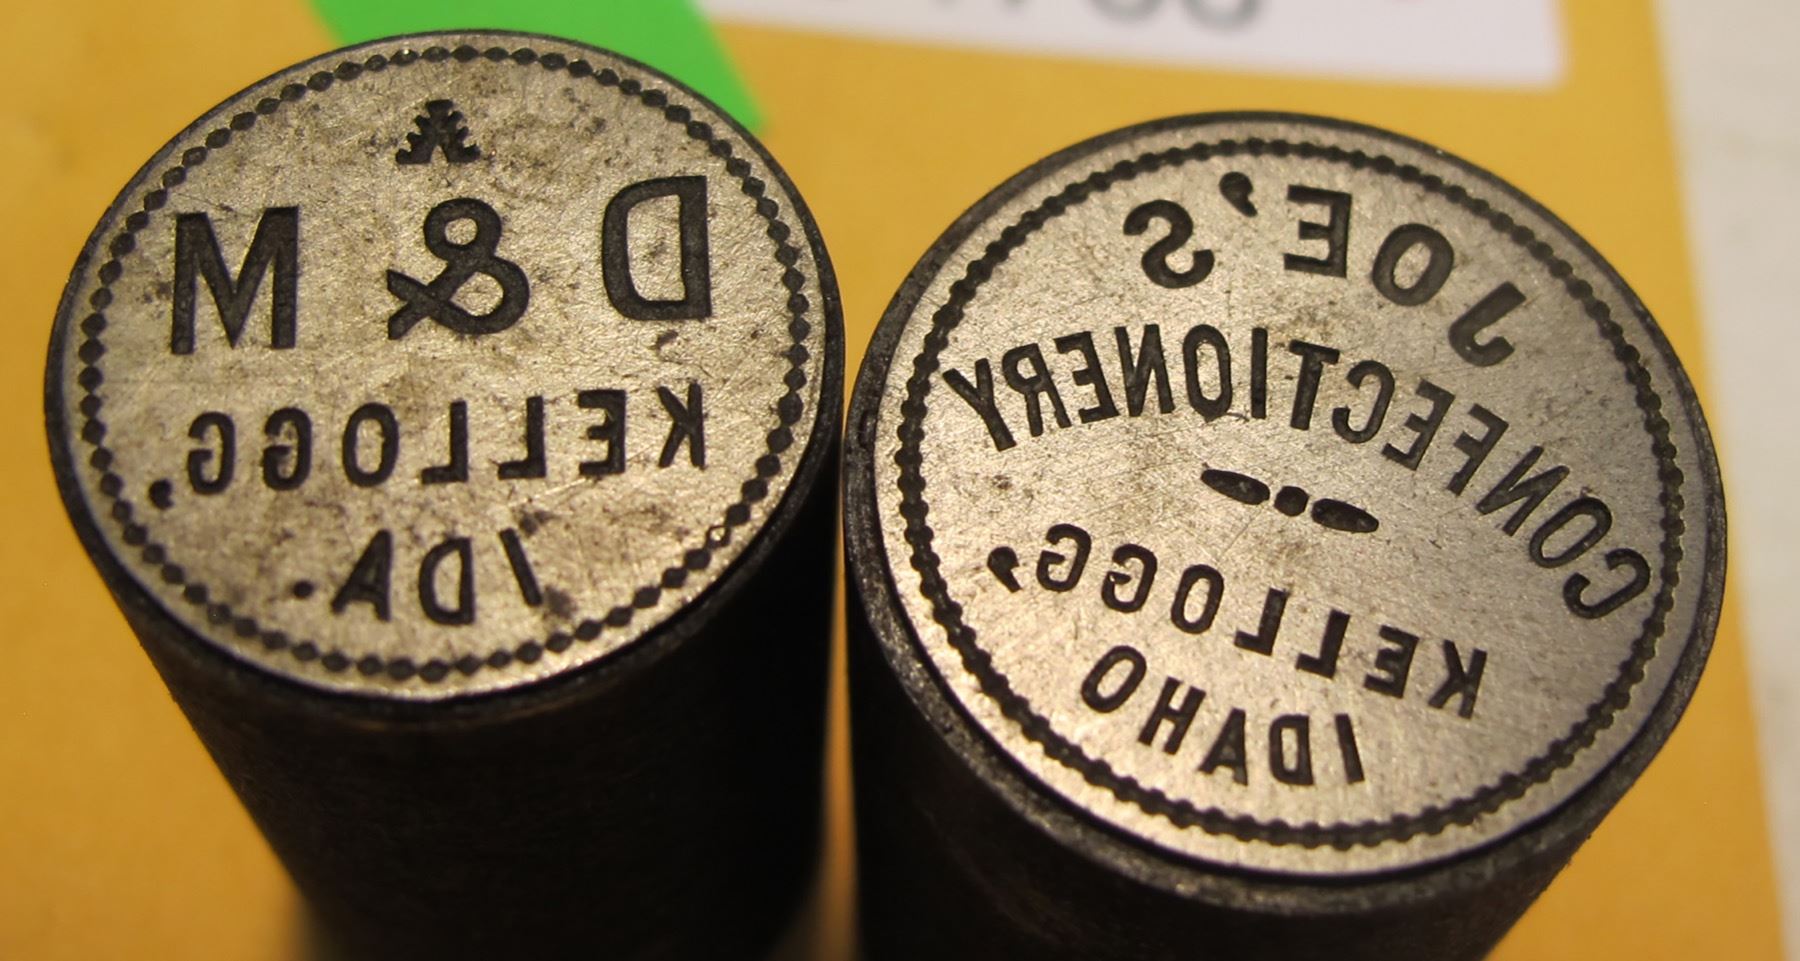 D & M
KELLOGG,
IDA.
JOE'S
CONFECTIONERY
KELLOGG,
IDAHO